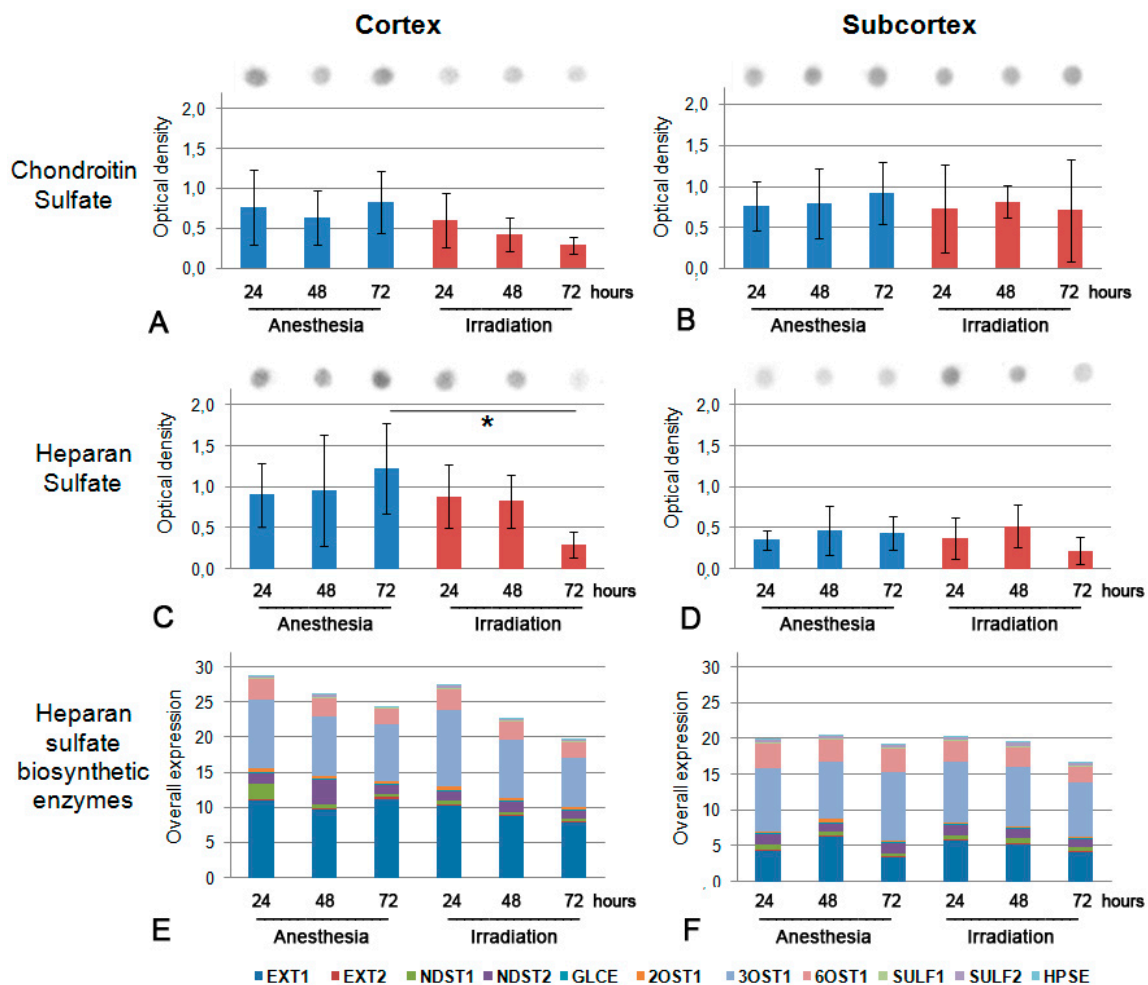 Cortex
Subcortex
Chondroitin
Sulfate
Optical density
2,0
1,5
1,0
0,5
0,0
24 48 72 24 48 72 hours
A Anesthesia Irradiation
Optical density
2,0
1,5
1,0
0,5
0,0
24 48 72 24 48 72 hours
B Anesthesia Irradiation
Heparan
Sulfate
Optical density
2,0
1,5
1,0
0,5
0,0
*
24 48 72 24 48 72 hours
C Anesthesia Irradiation
Optical density
2,0
1,5
1,0
0,5
0,0
24 48 72 24 48 72 hours
D Anesthesia Irradiation
Heparan
sulfate
biosynthetic
enzymes
Overall expression
30
25
20
15
10
5
0
24 48 72 24 48 72 hours
E Anesthesia Irradiation
Overall expression
30
25
20
15
10
5
0
24 48 72 24 48 72 hours
F Anesthesia Irradiation
EXT1 EXT2 NDST1 NDST2 GLCE 2OST1 3OST1 6OST1 SULF1 SULF2 HPSE